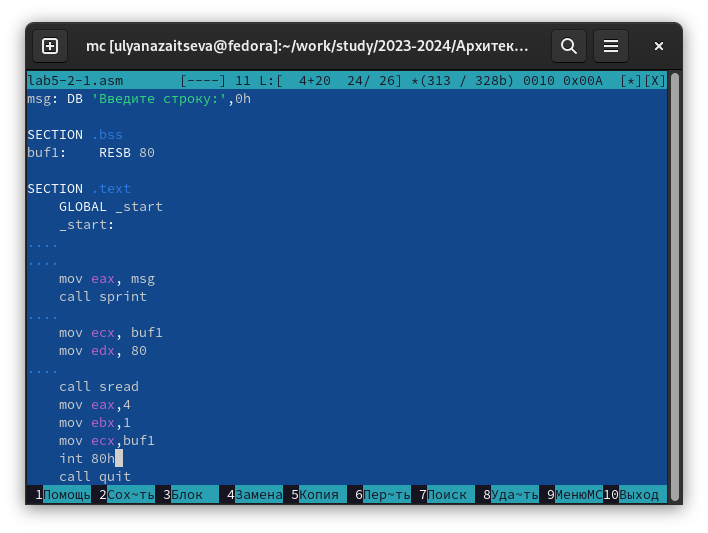 mc [ulyanazaitseva@fedora]:~/work/study/2023-2024/Архитек...
lab5-2-1.asm [----] 11 L:[ 4+20 24/ 26] *(313 / 328b) 0010 0x00A [*][X]
msg: DB 'Введите строку:',0h
SECTION .bss
buf1: RESB 80
SECTION .text
GLOBAL _start
_start:
....
....
mov eax, msg
call sprint
....
mov ecx, buf1
mov edx, 80
....
call sread
mov eax,4
mov ebx,1
mov ecx,buf1
int 80h
call quit
1Помощь 2Сох~ть 3Блок 4Замена 5Копия 6Пер~ть 7Поиск 8Уда~ть 9МенюMC 10Выход